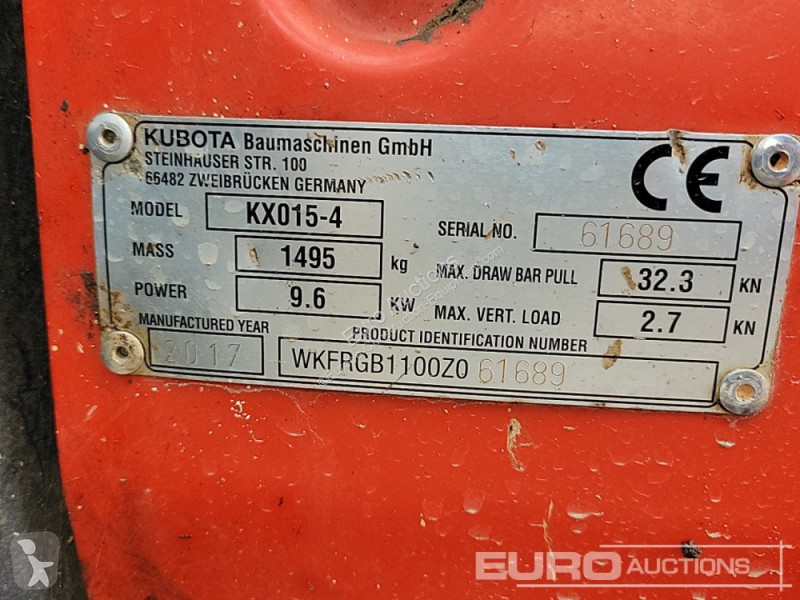 KUBOTA Baumaschinen GmbH
STEINHAUSER STR. 100
66482 ZWEIBRÜCKEN GERMANY
CE
MODEL KX015-4
SERIAL NO. 61689
MASS 1495 kg
MAX. DRAW BAR PULL 32.3 KN
POWER 9.6 KW
MAX. VERT. LOAD 2.7 KN
MANUFACTURED YEAR
2017
PRODUCT IDENTIFICATION NUMBER
WKFRGB1100Z0 61689
EURO AUCTIONS